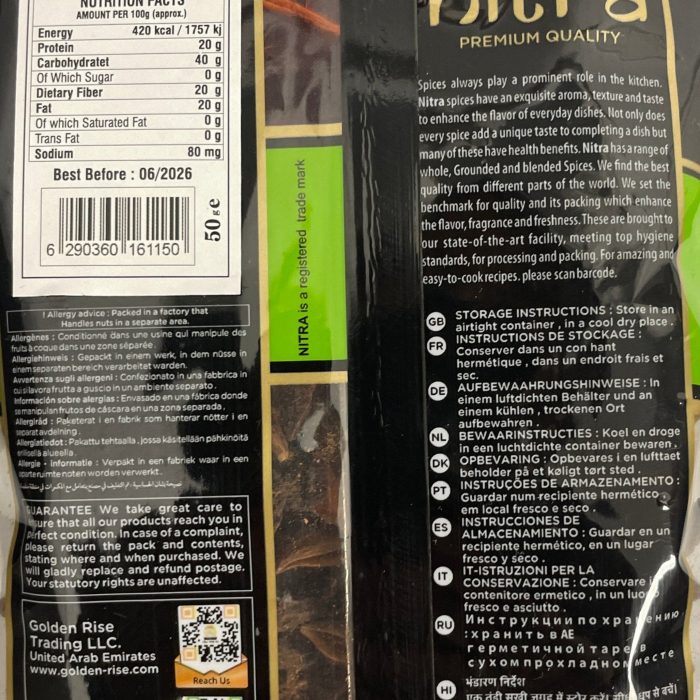 NUTRITION FACTS
AMOUNT PER 100g (approx.)
Energy 420 kcal / 1757 kj
Protein 20 g
Carbohydratet 40 g
Of Which Sugar 0 g
Dietary Fiber 20 g
Fat 20 g
Of which Saturated Fat 0 g
Trans Fat 0 g
Sodium 80 mg
Best Before : 06/2026
6 290360 161150
50 g e
! Allergy advice : Packed in a factory that
Handles nuts in a separate area.
Allergènes : Conditionné dans une usine qui manipule des
fruits à coque dans une zone séparée.
Allergiehinweis : Gepackt in einem werk, in dem nüsse in
einem separaten bereich verarbeitet warden.
Avvertenza sugli allergeni : Confezionato in una fabbrica in
cui si lavora frutta a guscio in un ambiente separato.
Información sobre alergias : Envasado en una fábrica donde
se manipulan frutos de cáscara en una zona separada.
Allergiråd : Paketerat i en fabrik som hanterar nötter i en
separat avdelning.
Allergiatiedot : Pakattu tehtaalla, jossa käsitellään pähkinöitä
erillisellä alueella.
Allergie - Informatie : Verpakt in een fabriek waar in een
aparte ruimte noten worden verwerkt.
GUARANTEE We take great care to
ensure that all our products reach you in
perfect condition. In case of a complaint,
please return the pack and contents,
stating where and when purchased. We
will gladly replace and refund postage.
Your statutory rights are unaffected.
Golden Rise
Trading LLC.
United Arab Emirates
www.golden-rise.com
Reach Us
NITRA is a registered trade mark
nitra
PREMIUM QUALITY
Spices always play a prominent role in the kitchen.
Nitra spices have an exquisite aroma, texture and taste
to enhance the flavor of everyday dishes. Not only does
every spice add a unique taste to completing a dish but
many of these have health benefits. Nitra has a range of
whole, Grounded and blended Spices. We find the best
quality from different parts of the world. We set the
benchmark for quality and its packing which enhance
the flavor, fragrance and freshness. These are brought to
our state-of-the-art facility, meeting top hygiene
standards, for processing and packing. For amazing and
easy-to-cook recipes. please scan barcode.
GB STORAGE INSTRUCTIONS : Store in an
airtight container , in a cool dry place .
FR INSTRUCTIONS DE STOCKAGE :
Conserver dans un con hant
hermétique , dans un endroit frais et
sec.
DE AUFBEWAAHRUNGSHINWEISE : In
einem luftdichten Behälter und an
einem kühlen , trockenen Ort
aufbewahren .
NL BEWAARINSTRUCTIES : Koel en droge
in een luchtdichte container bewaren .
DK OPBEVARING : Opbevares i en lufttaet
beholder på et køligt tørt sted .
PT INSTRUÇÕES DE ARMAZENAMENTO :
Guardar num recipiente hermético ,
em local fresco e seco .
ES INSTRUCCIONES DE
ALMACENAMIENTO : Guardar en un
recipiente hermético, en un lugar
fresco y seco .
IT IT-ISTRUZIONI PER LA
CONSERVAZIONE : Conservare i
contenitore ermetico , in un luogo
fresco e asciutto .
RU Инструкции по хранению
: хранить в АЕ
герметичной таре в
сухом прохладном месте
HI भंडारण निर्देश
एक ठंडी सूखी जगह में स्टोर करें।